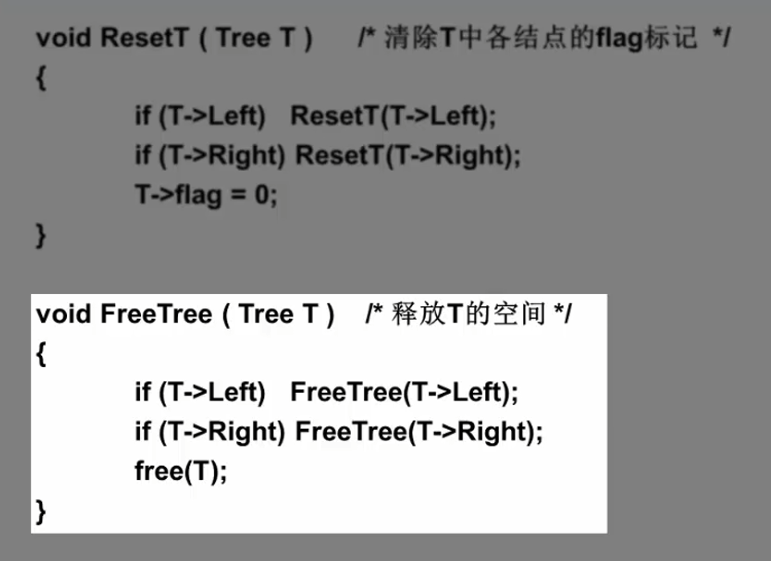 void ResetT ( Tree T )    /* 清除T中各结点的flag标记 */
{
if (T->Left)   ResetT(T->Left);
if (T->Right) ResetT(T->Right);
T->flag = 0;
}
void FreeTree ( Tree T )    /* 释放T的空间 */
{
if (T->Left)   FreeTree(T->Left);
if (T->Right) FreeTree(T->Right);
free(T);
}